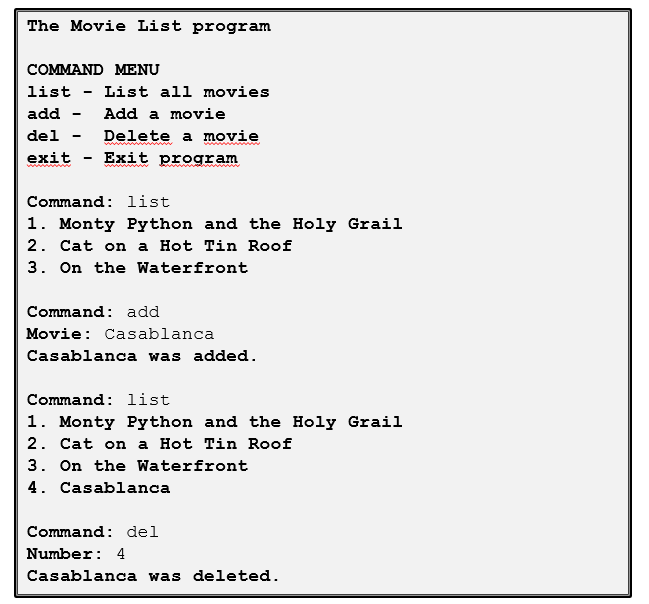 The Movie List program
COMMAND MENU
list - List all movies
add -  Add a movie
del -  Delete a movie
exit - Exit program
Command: list
1. Monty Python and the Holy Grail
2. Cat on a Hot Tin Roof
3. On the Waterfront
Command: add
Movie: Casablanca
Casablanca was added.
Command: list
1. Monty Python and the Holy Grail
2. Cat on a Hot Tin Roof
3. On the Waterfront
4. Casablanca
Command: del
Number: 4
Casablanca was deleted.